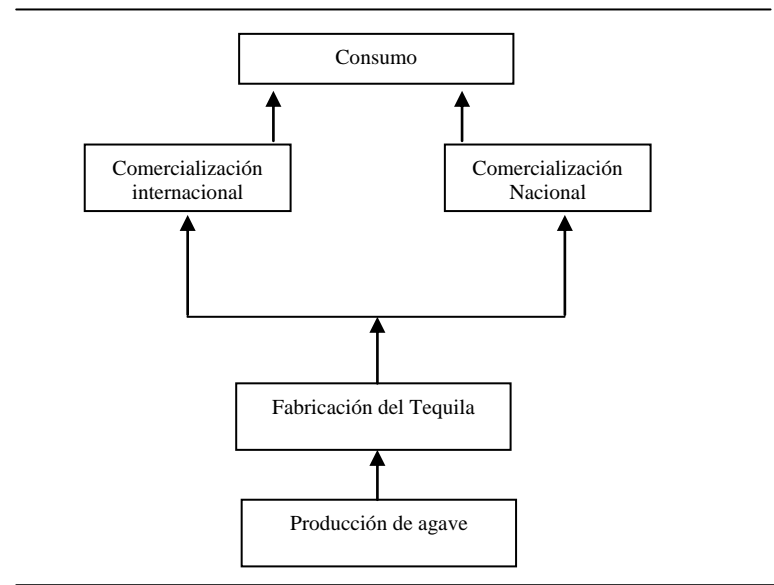 Consumo
Comercialización
internacional
Comercialización
Nacional
Fabricación del Tequila
Producción de agave